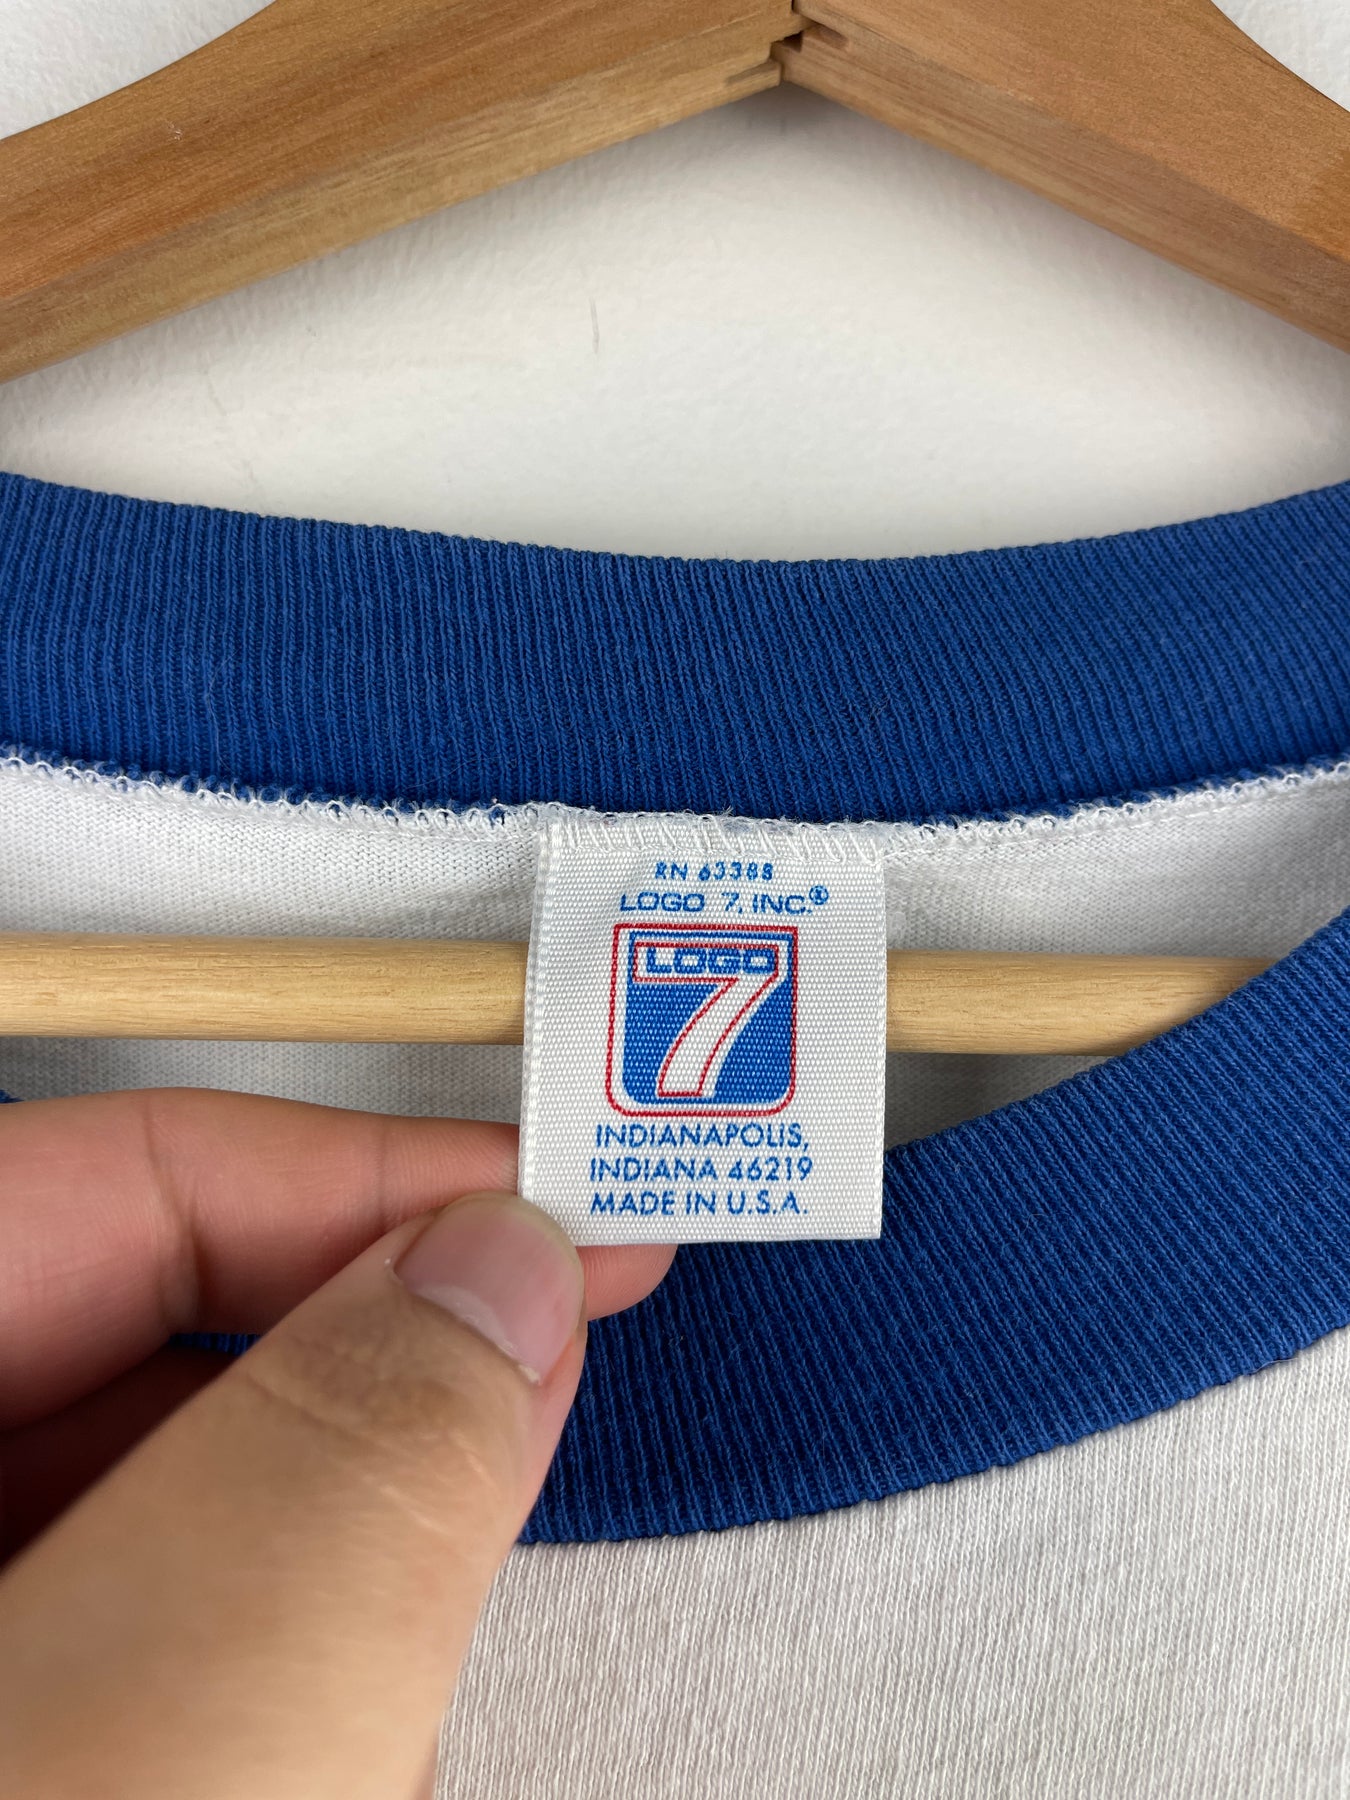 RN 63388
LOGO 7, INC.®
LOGO
7
INDIANAPOLIS,
INDIANA 46219
MADE IN U.S.A.